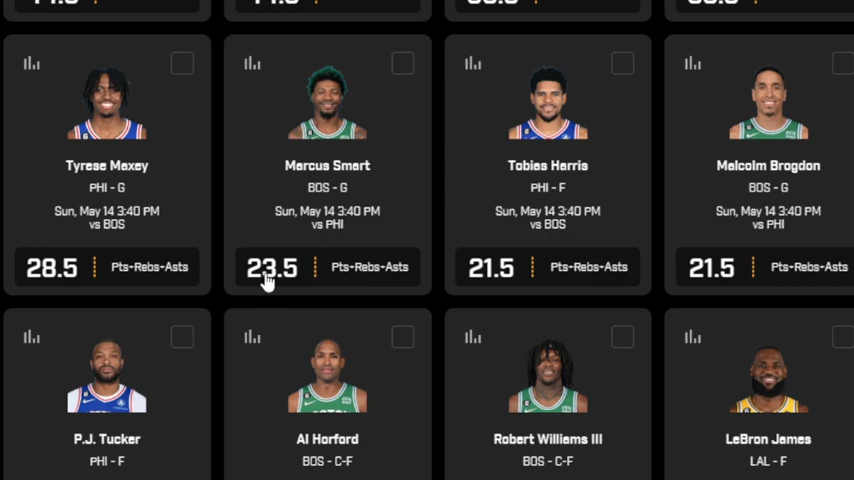 Tyrese Maxey
PHI - G
Sun, May 14 3:40 PM
vs BOS
28.5 Pts+Rebs+Asts
Marcus Smart
BOS - G
Sun, May 14 3:40 PM
vs PHI
23.5 Pts+Rebs+Asts
Tobias Harris
PHI - F
Sun, May 14 3:40 PM
vs BOS
21.5 Pts+Rebs+Asts
Malcolm Brogdon
BOS - G
Sun, May 14 3:40 PM
vs PHI
21.5 Pts+Rebs+Asts
P.J. Tucker
PHI - F
Al Horford
BOS - C-F
Robert Williams III
BOS - C-F
LeBron James
LAL - F